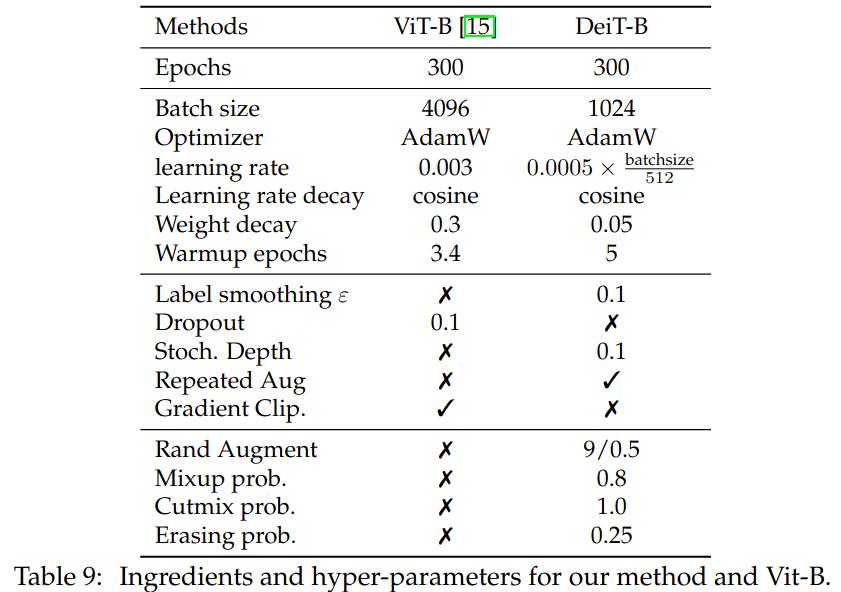 Methods ViT-B [15] DeiT-B
Epochs 300 300
Batch size 4096 1024
Optimizer AdamW AdamW
learning rate 0.003 0.0005 × batchsize/512
Learning rate decay cosine cosine
Weight decay 0.3 0.05
Warmup epochs 3.4 5
Label smoothing ε ✗ 0.1
Dropout 0.1 ✗
Stoch. Depth ✗ 0.1
Repeated Aug ✗ ✓
Gradient Clip. ✓ ✗
Rand Augment ✗ 9/0.5
Mixup prob. ✗ 0.8
Cutmix prob. ✗ 1.0
Erasing prob. ✗ 0.25
Table 9: Ingredients and hyper-parameters for our method and Vit-B.